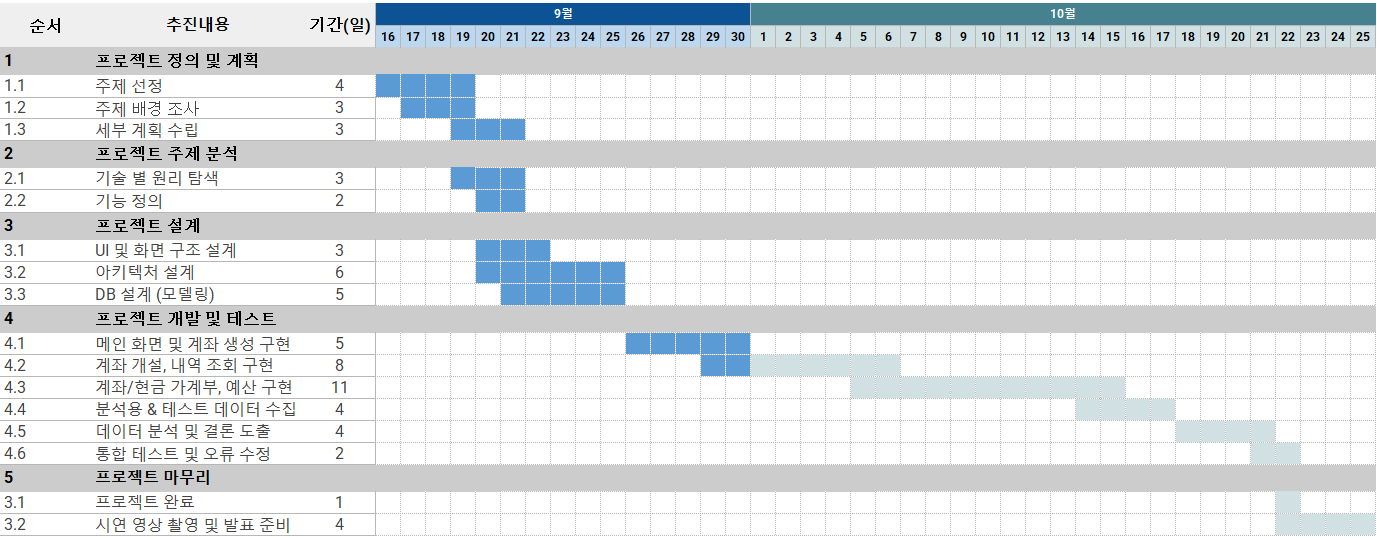 순서 추진내용 기간(일) 9월 10월
16 17 18 19 20 21 22 23 24 25 26 27 28 29 30 1 2 3 4 5 6 7 8 9 10 11 12 13 14 15 16 17 18 19 20 21 22 23 24 25
1 프로젝트 정의 및 계획
1.1 주제 선정 4
1.2 주제 배경 조사 3
1.3 세부 계획 수립 3
2 프로젝트 주제 분석
2.1 기술 별 원리 탐색 3
2.2 기능 정의 2
3 프로젝트 설계
3.1 UI 및 화면 구조 설계 3
3.2 아키텍처 설계 6
3.3 DB 설계 (모델링) 5
4 프로젝트 개발 및 테스트
4.1 메인 화면 및 계좌 생성 구현 5
4.2 계좌 개설, 내역 조회 구현 8
4.3 계좌/현금 가계부, 예산 구현 11
4.4 분석용 & 테스트 데이터 수집 4
4.5 데이터 분석 및 결론 도출 4
4.6 통합 테스트 및 오류 수정 2
5 프로젝트 마무리
3.1 프로젝트 완료 1
3.2 시연 영상 촬영 및 발표 준비 4